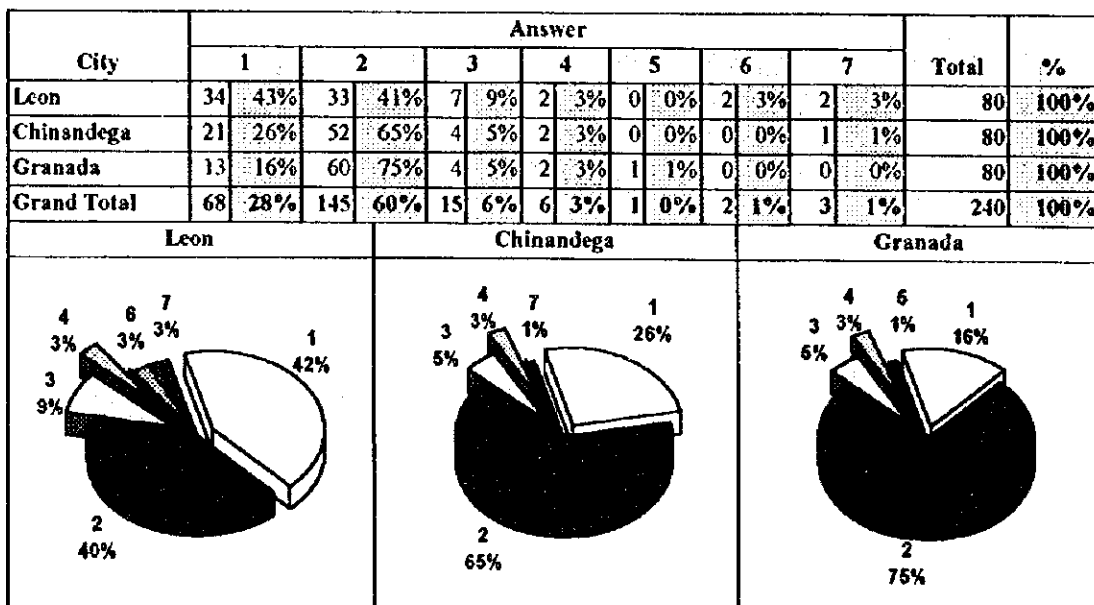 Answer
City 1 2 3 4 5 6 7 Total %
Leon 34 43% 33 41% 7 9% 2 3% 0 0% 2 3% 2 3% 80 100%
Chinandega 21 26% 52 65% 4 5% 2 3% 0 0% 0 0% 1 1% 80 100%
Granada 13 16% 60 75% 4 5% 2 3% 1 1% 0 0% 0 0% 80 100%
Grand Total 68 28% 145 60% 15 6% 6 3% 1 0% 2 1% 3 1% 240 100%
Leon Chinandega Granada
4 3%
6 3%
7 3%
1 42%
3 9%
2 40%
4 3%
7 1%
1 26%
3 5%
2 65%
4 3%
5 1%
1 16%
3 5%
2 75%